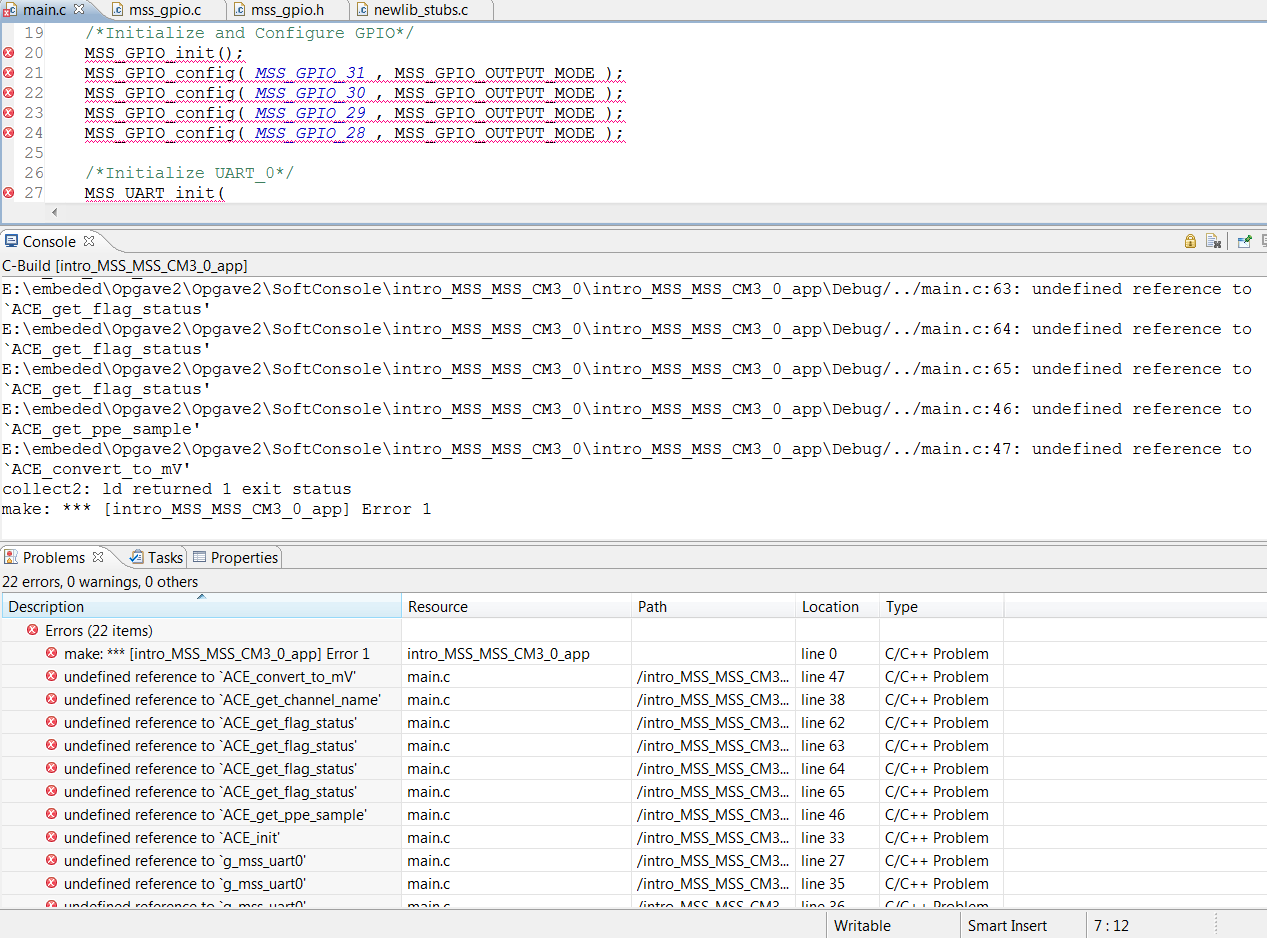 main.c mss_gpio.c mss_gpio.h newlib_stubs.c
19 /*Initialize and Configure GPIO*/
20 MSS_GPIO_init();
21 MSS_GPIO_config( MSS_GPIO_31 , MSS_GPIO_OUTPUT_MODE );
22 MSS_GPIO_config( MSS_GPIO_30 , MSS_GPIO_OUTPUT_MODE );
23 MSS_GPIO_config( MSS_GPIO_29 , MSS_GPIO_OUTPUT_MODE );
24 MSS_GPIO_config( MSS_GPIO_28 , MSS_GPIO_OUTPUT_MODE );
25
26 /*Initialize UART_0*/
27 MSS_UART_init(
Console
C-Build [intro_MSS_MSS_CM3_0_app]
E:\embeded\Opgave2\Opgave2\SoftConsole\intro_MSS_MSS_CM3_0\intro_MSS_MSS_CM3_0_app\Debug/../main.c:63: undefined reference to
`ACE_get_flag_status'
E:\embeded\Opgave2\Opgave2\SoftConsole\intro_MSS_MSS_CM3_0\intro_MSS_MSS_CM3_0_app\Debug/../main.c:64: undefined reference to
`ACE_get_flag_status'
E:\embeded\Opgave2\Opgave2\SoftConsole\intro_MSS_MSS_CM3_0\intro_MSS_MSS_CM3_0_app\Debug/../main.c:65: undefined reference to
`ACE_get_flag_status'
E:\embeded\Opgave2\Opgave2\SoftConsole\intro_MSS_MSS_CM3_0\intro_MSS_MSS_CM3_0_app\Debug/../main.c:46: undefined reference to
`ACE_get_ppe_sample'
E:\embeded\Opgave2\Opgave2\SoftConsole\intro_MSS_MSS_CM3_0\intro_MSS_MSS_CM3_0_app\Debug/../main.c:47: undefined reference to
`ACE_convert_to_mV'
collect2: ld returned 1 exit status
make: *** [intro_MSS_MSS_CM3_0_app] Error 1
Problems Tasks Properties
22 errors, 0 warnings, 0 others
Description Resource Path Location Type
Errors (22 items)
make: *** [intro_MSS_MSS_CM3_0_app] Error 1 intro_MSS_MSS_CM3_0_app line 0 C/C++ Problem
undefined reference to `ACE_convert_to_mV' main.c /intro_MSS_MSS_CM3... line 47 C/C++ Problem
undefined reference to `ACE_get_channel_name' main.c /intro_MSS_MSS_CM3... line 38 C/C++ Problem
undefined reference to `ACE_get_flag_status' main.c /intro_MSS_MSS_CM3... line 62 C/C++ Problem
undefined reference to `ACE_get_flag_status' main.c /intro_MSS_MSS_CM3... line 63 C/C++ Problem
undefined reference to `ACE_get_flag_status' main.c /intro_MSS_MSS_CM3... line 64 C/C++ Problem
undefined reference to `ACE_get_flag_status' main.c /intro_MSS_MSS_CM3... line 65 C/C++ Problem
undefined reference to `ACE_get_ppe_sample' main.c /intro_MSS_MSS_CM3... line 46 C/C++ Problem
undefined reference to `ACE_init' main.c /intro_MSS_MSS_CM3... line 33 C/C++ Problem
undefined reference to `g_mss_uart0' main.c /intro_MSS_MSS_CM3... line 27 C/C++ Problem
undefined reference to `g_mss_uart0' main.c /intro_MSS_MSS_CM3... line 35 C/C++ Problem
undefined reference to `g_mss_uart0' main.c /intro_MSS_MSS_CM3... line 36 C/C++ Problem
Writable Smart Insert 7 : 12